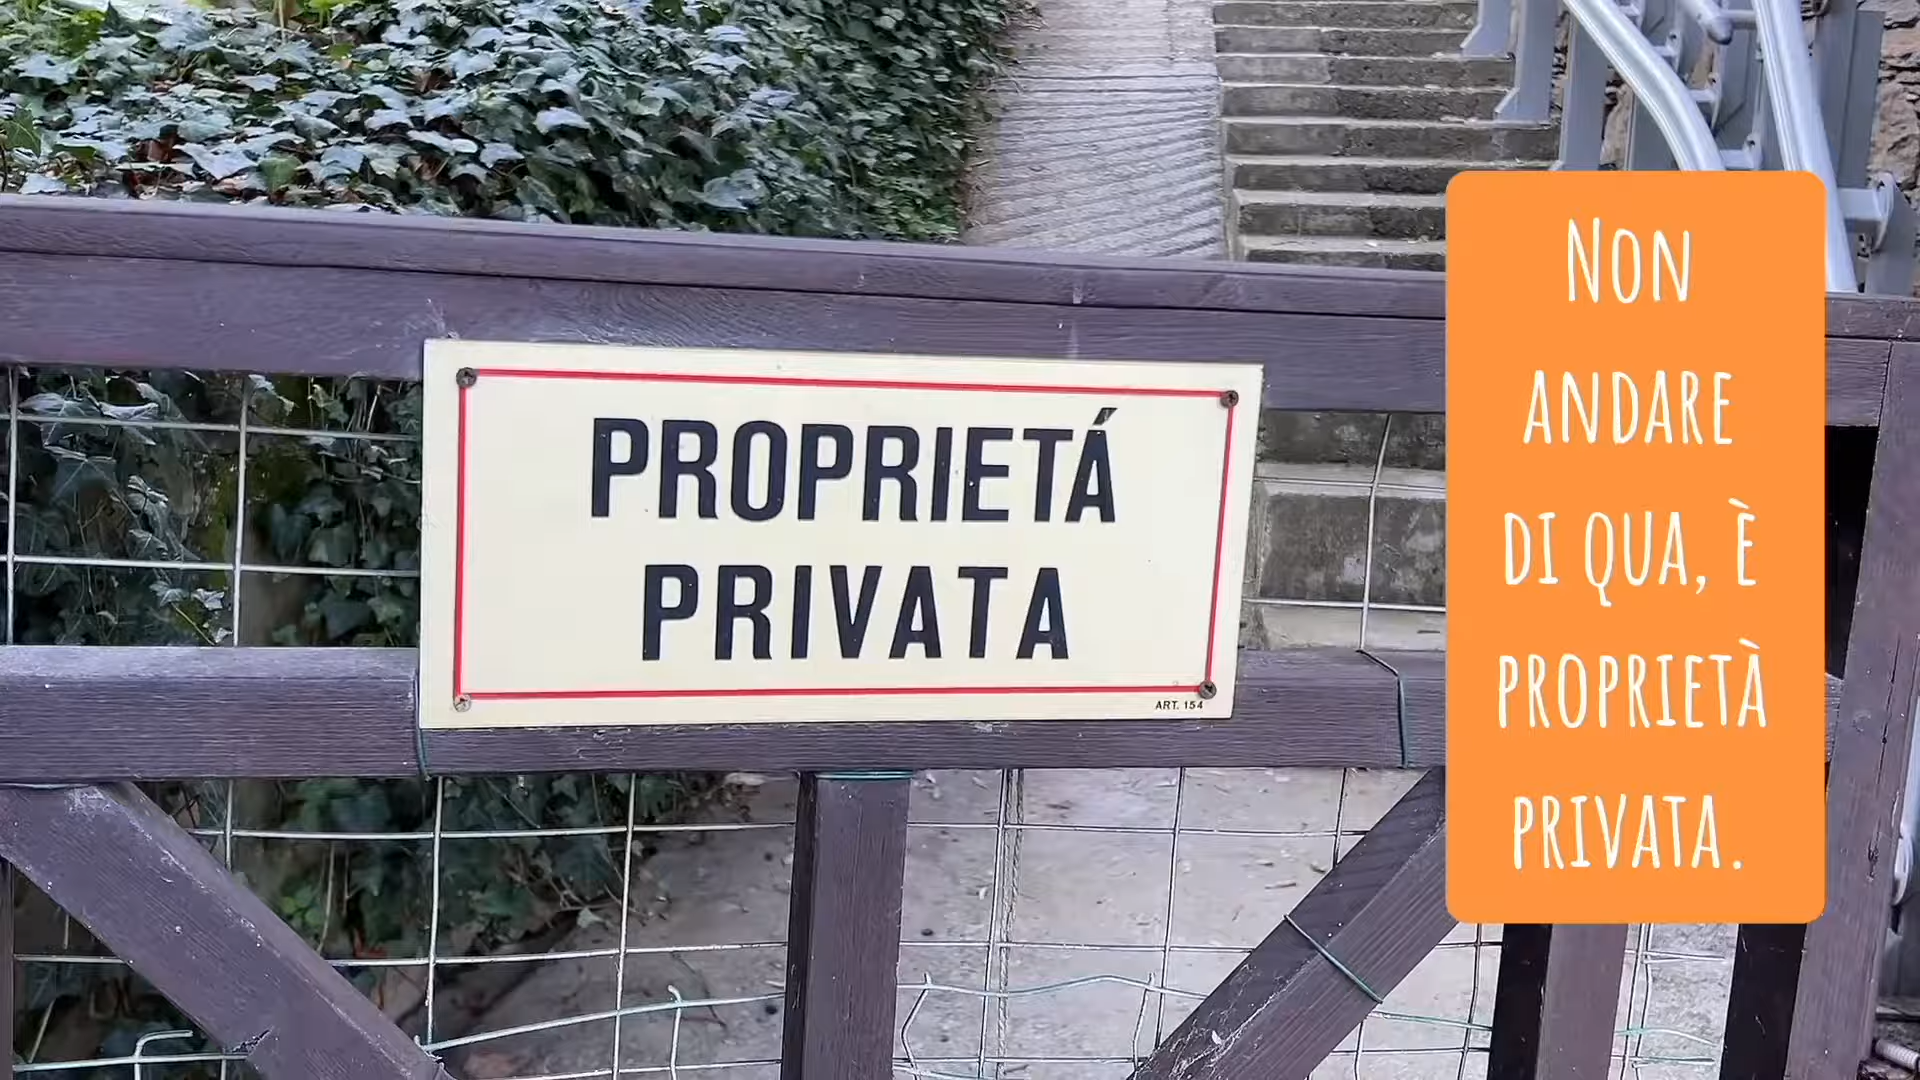 PROPRIETÁ
PRIVATA
ART. 154
Non
andare
di qua, è
proprietà
privata.